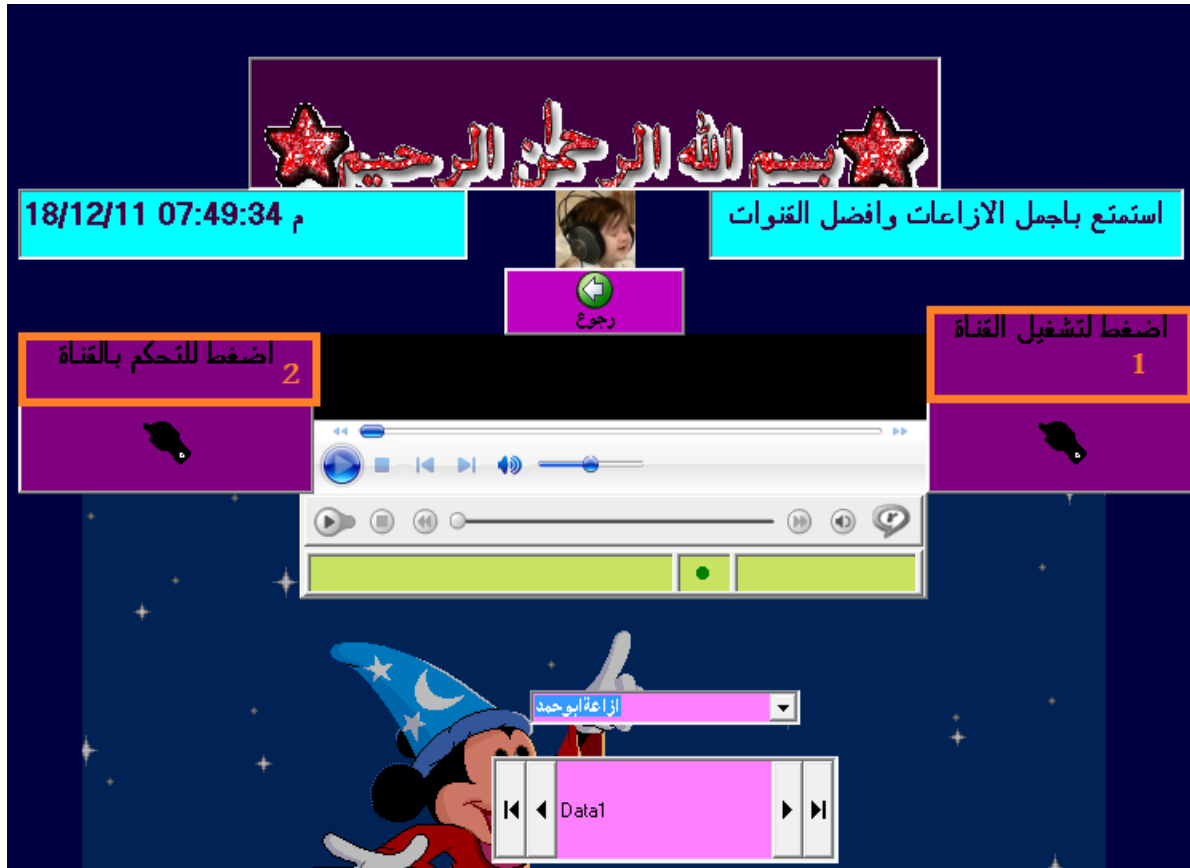 بسم الله الرحمن الرحيم
استمتع باجمل الازاعات وافضل القنوات
18/12/11 07:49:34 م
رجوع
اضغط لتشغيل القناة
1
اضغط للتحكم بالقناة
2
ازاعةابوحمد
Data1